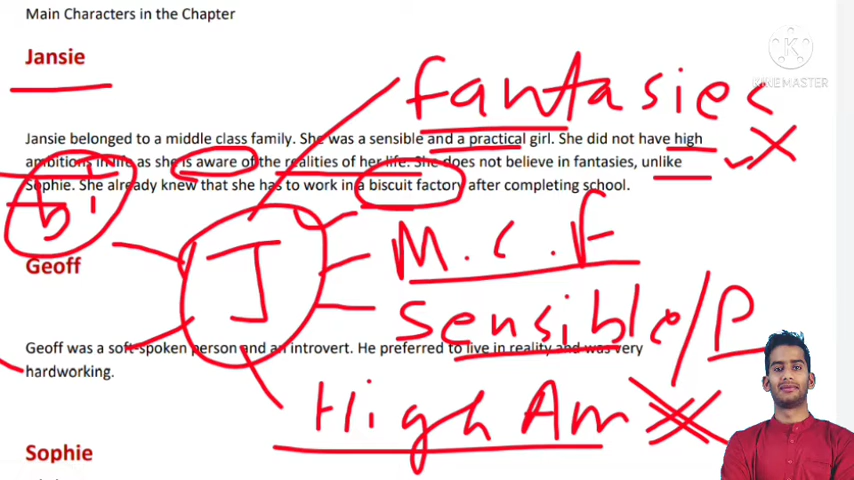 Main Characters in the Chapter
Jansie
fantasies
KINEMASTER
Jansie belonged to a middle class family. She was a sensible and a practical girl. She did not have high
ambitions in life as she is aware of the realities of her life. She does not believe in fantasies, unlike
Sophie. She already knew that she has to work in a biscuit factory after completing school.
J
M.C.F
Geoff
Sensible/P
Geoff was a soft-spoken person and an introvert. He preferred to live in reality and was very
hardworking.
High Am
Sophie